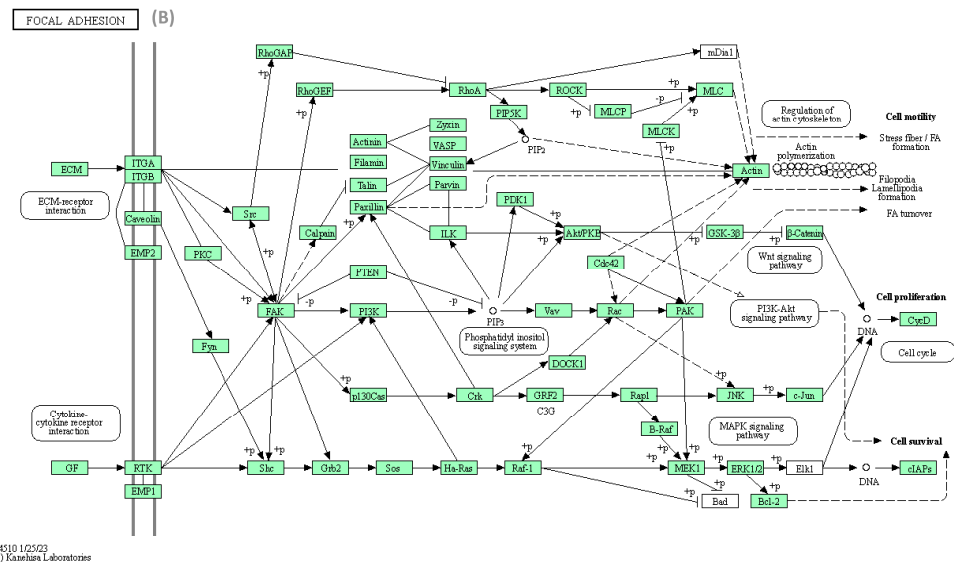 FOCAL ADHESION
(B)
RhoGAP
mDia1
+p
RhoGEF
RhoA
ROCK
+p
MLC
+p
+p
-p
MLCP
+p
PIP5K
MLCK
+p
PIP2
Regulation of
actin cytoskeleton
Cell motility
Stress fiber / FA
formation
Zyxin
Actinin
VASP
Filamin
Vinculin
Talin
Parvin
Paxillin
ILK
Actin
Actin
polymerization
Filopodia
Lamellipodia
formation
FA turnover
ECM
ITGA
ITGB
ECM-receptor
interaction
Caveolin
EMP2
Src
+p
+p
PKC
Calpain
PDK1
+p
+p
Akt/PKB
GSK-3β
β-Catenin
Wnt signaling
pathway
PTEN
-p
-p
Cdc42
FAK
PI3K
PIP3
Vav
Rac
PAK
PI3K-Akt
signaling pathway
Phosphatidyl inositol
signaling system
Cell proliferation
DNA
CycD
Cell cycle
Fyn
DOCK1
+p
p130Cas
Crk
GRF2
C3G
Rap1
+p
JNK
+p
c-Jun
Cytokine-
cytokine receptor
interaction
B-Raf
+p
+p
MAPK signaling
pathway
Cell survival
GF
RTK
EMP1
+p
+p
Shc
Grb2
Sos
Ha-Ras
+p
Raf-1
+p
MEK1
+p
ERK1/2
+p
Elk1
DNA
cIAPs
+p
+p
Bad
+p
Bcl-2
4510 1/25/23
) Kanehisa Laboratories